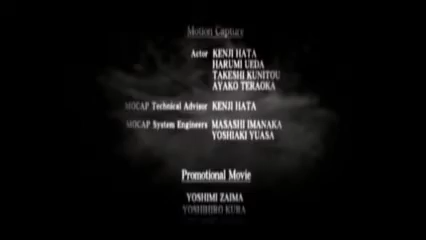 Motion Capture
Actor KENJI HATA
HARUMI UEDA
TAKESHI KUNITOU
AYAKO TERAOKA
MOCAP Technical Advisor KENJI HATA
MOCAP System Engineers MASASHI IMANAKA
YOSHIAKI YUASA
Promotional Movie
YOSHIMI ZAIMA
YOSHIHIRO KURA